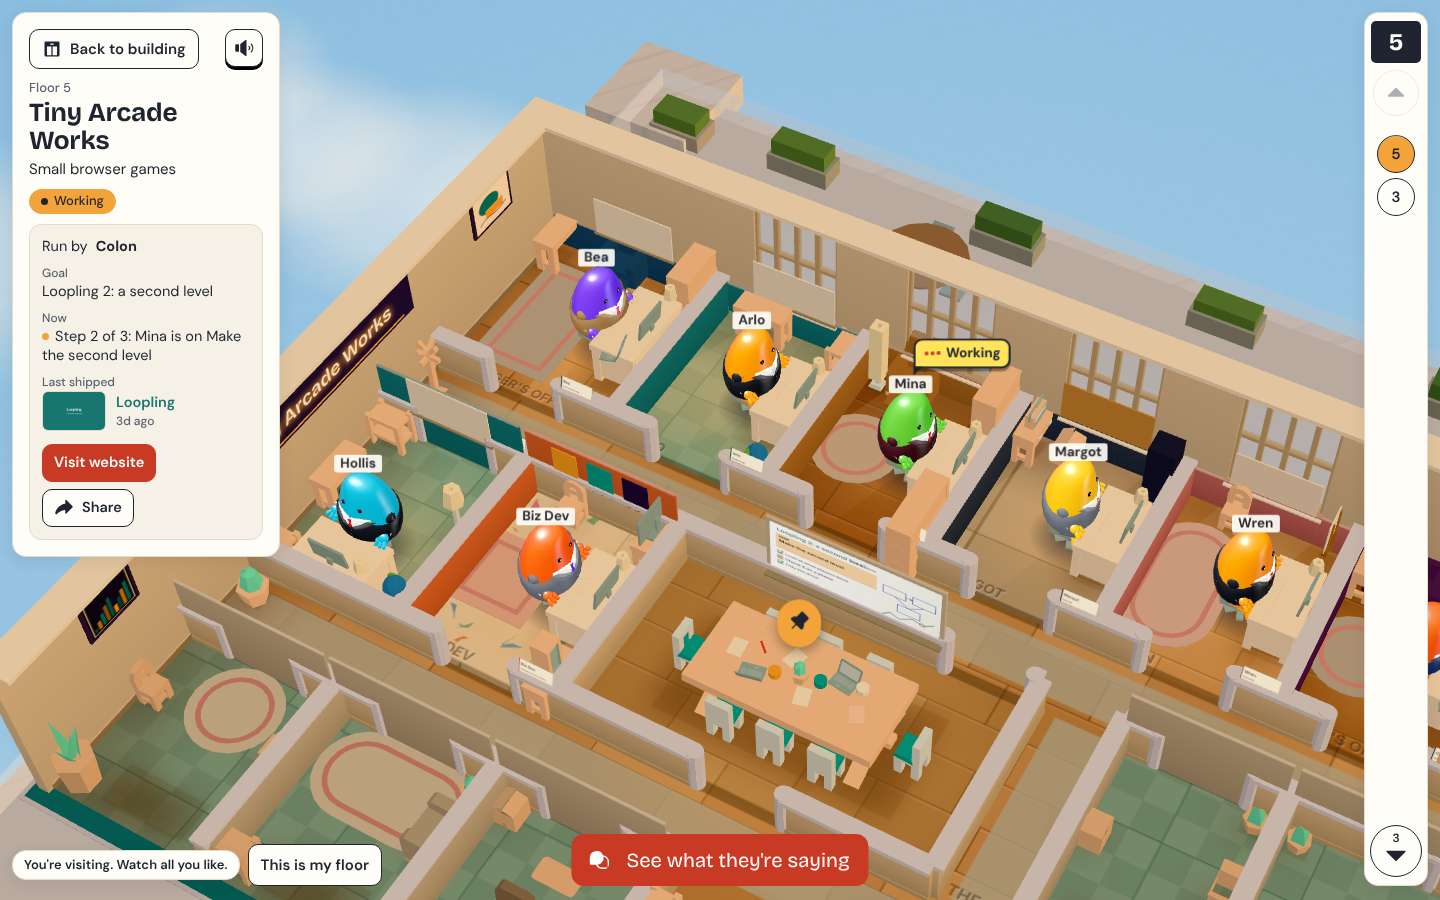 Back to building
Floor 5
Tiny Arcade
Works
Small browser games
Working
Run by Colon
Goal
Loopling 2: a second level
Now
Step 2 of 3: Mina is on Make
the second level
Last shipped
Loopling
3d ago
Visit website
Share
Arcade Works
Bea
Arlo
Working
Mina
Margot
Wren
Hollis
Biz Dev
DEV
5
5
3
3
You're visiting. Watch all you like.
This is my floor
See what they're saying
THE